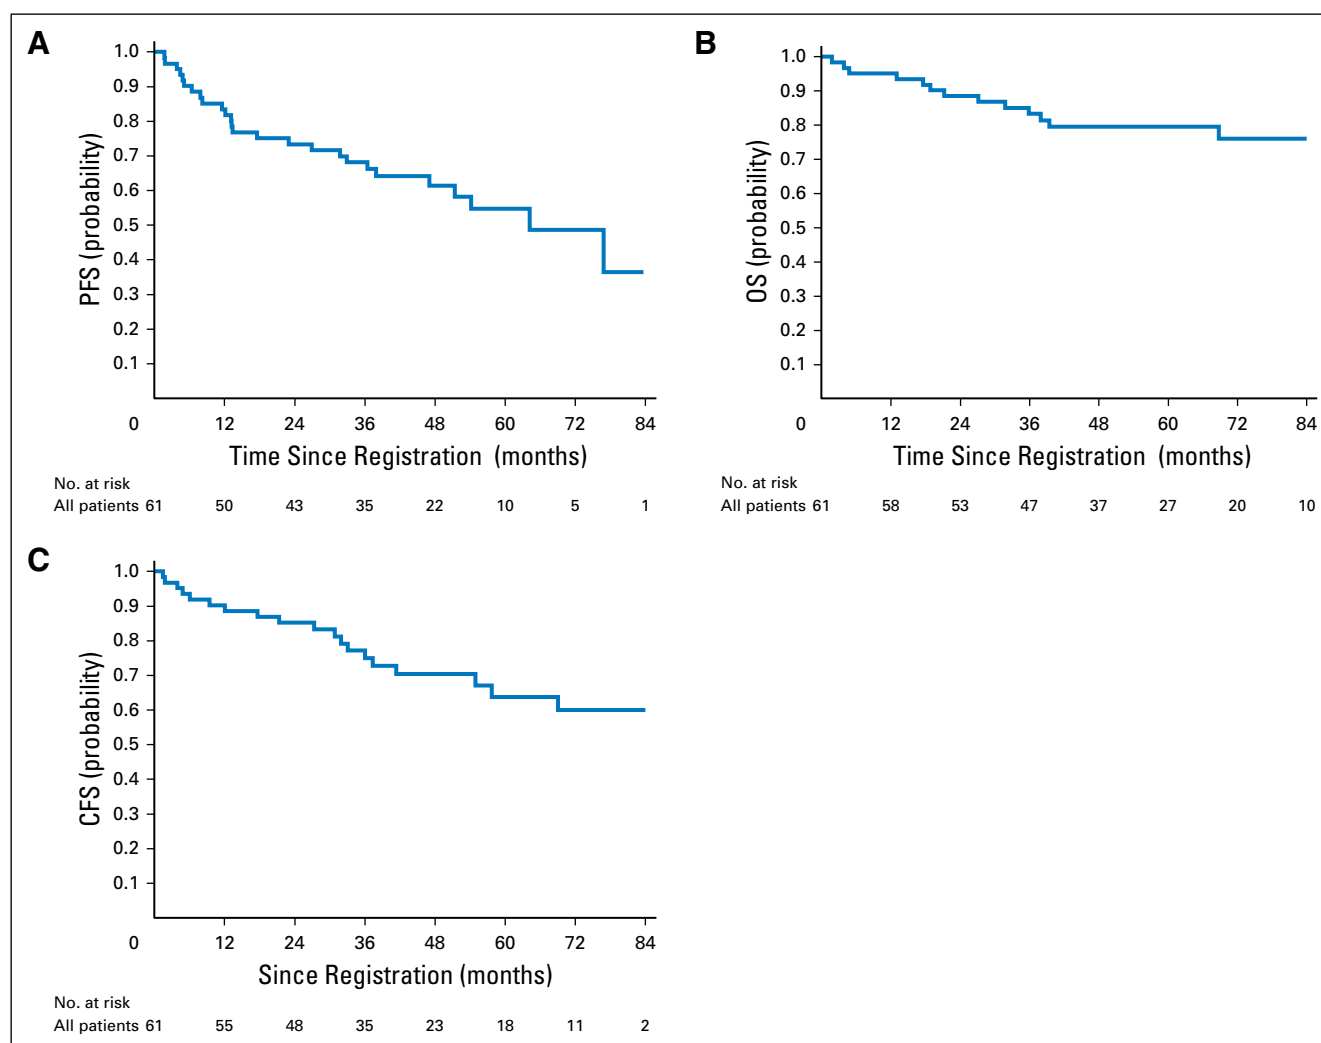 A
PFS (probability)
1.0
0.9
0.8
0.7
0.6
0.5
0.4
0.3
0.2
0.1
0 12 24 36 48 60 72 84
Time Since Registration (months)
No. at risk
All patients 61 50 43 35 22 10 5 1
B
OS (probability)
1.0
0.9
0.8
0.7
0.6
0.5
0.4
0.3
0.2
0.1
0 12 24 36 48 60 72 84
Time Since Registration (months)
No. at risk
All patients 61 58 53 47 37 27 20 10
C
CFS (probability)
1.0
0.9
0.8
0.7
0.6
0.5
0.4
0.3
0.2
0.1
0 12 24 36 48 60 72 84
Since Registration (months)
No. at risk
All patients 61 55 48 35 23 18 11 2